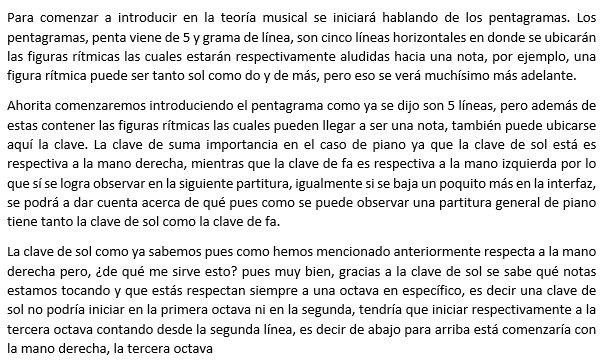 Para comenzar a introducir en la teoría musical se iniciará hablando de los pentagramas. Los
pentagramas, penta viene de 5 y grama de línea, son cinco líneas horizontales en donde se ubicarán
las figuras rítmicas las cuales estarán respectivamente aludidas hacia una nota, por ejemplo, una
figura rítmica puede ser tanto sol como do y de más, pero eso se verá muchísimo más adelante.
Ahorita comenzaremos introduciendo el pentagrama como ya se dijo son 5 líneas, pero además de
estas contener las figuras rítmicas las cuales pueden llegar a ser una nota, también puede ubicarse
aquí la clave. La clave de suma importancia en el caso de piano ya que la clave de sol está es
respectiva a la mano derecha, mientras que la clave de fa es respectiva a la mano izquierda por lo
que sí se logra observar en la siguiente partitura, igualmente si se baja un poquito más en la interfaz,
se podrá a dar cuenta acerca de qué pues como se puede observar una partitura general de piano
tiene tanto la clave de sol como la clave de fa.
La clave de sol como ya sabemos pues como hemos mencionado anteriormente respecta a la mano
derecha pero, ¿de qué me sirve esto? pues muy bien, gracias a la clave de sol se sabe qué notas
estamos tocando y que estás respectan siempre a una octava en específico, es decir una clave de
sol no podría iniciar en la primera octava ni en la segunda, tendría que iniciar respectivamente a la
tercera octava contando desde la segunda línea, es decir de abajo para arriba está comenzaría con
la mano derecha, la tercera octava